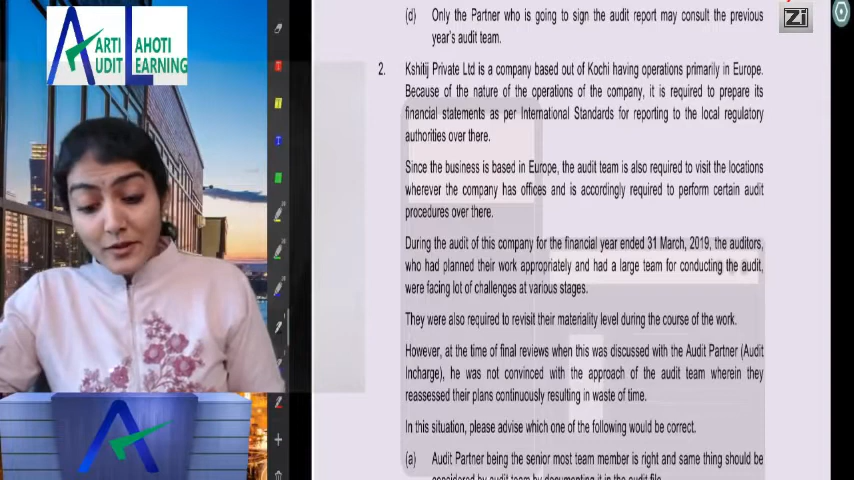 ARTI LAHOTI
AUDIT LEARNING
Zi
(d) Only the Partner who is going to sign the audit report may consult the previous
year's audit team.
2. Kshitij Private Ltd is a company based out of Kochi having operations primarily in Europe.
Because of the nature of the operations of the company, it is required to prepare its
financial statements as per International Standards for reporting to the local regulatory
authorities over there.
Since the business is based in Europe, the audit team is also required to visit the locations
wherever the company has offices and is accordingly required to perform certain audit
procedures over there.
During the audit of this company for the financial year ended 31 March, 2019, the auditors,
who had planned their work appropriately and had a large team for conducting the audit,
were facing lot of challenges at various stages.
They were also required to revisit their materiality level during the course of the work.
However, at the time of final reviews when this was discussed with the Audit Partner (Audit
Incharge), he was not convinced with the approach of the audit team wherein they
reassessed their plans continuously resulting in waste of time.
In this situation, please advise which one of the following would be correct.
(a) Audit Partner being the senior most team member is right and same thing should be
considered by audit team by documenting it in the audit file